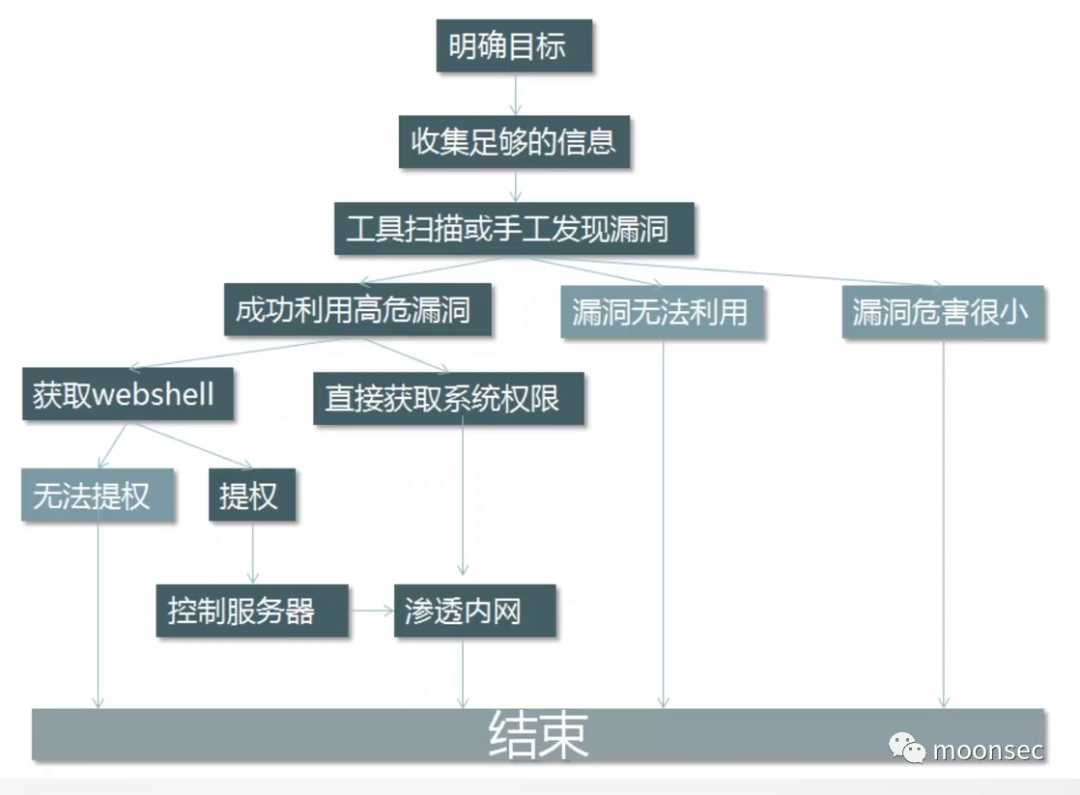 明确目标
收集足够的信息
工具扫描或手工发现漏洞
成功利用高危漏洞
漏洞无法利用
漏洞危害很小
获取webshell
直接获取系统权限
无法提权
提权
控制服务器
渗透内网
结束
moonsec